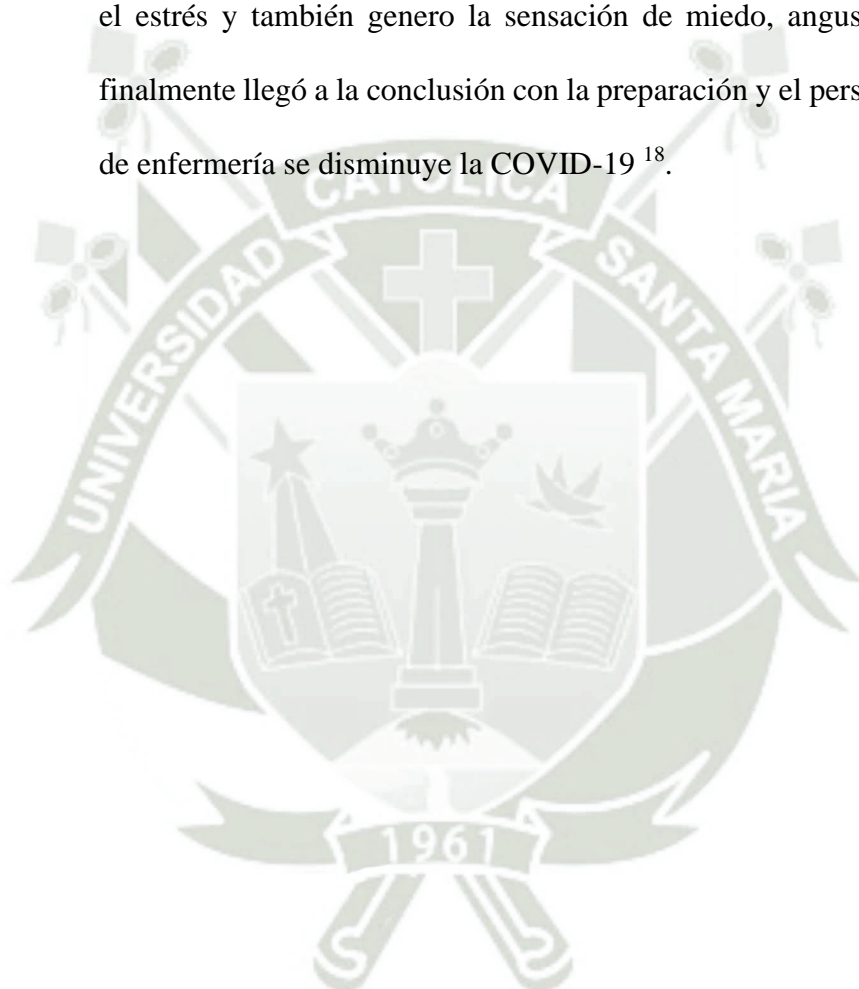 el estrés y también genero la sensación de miedo, angus
finalmente llegó a la conclusión con la preparación y el pers
de enfermería se disminuye la COVID-19 18.
UNIVERSIDAD CATOLICA SANTA MARIA
1961